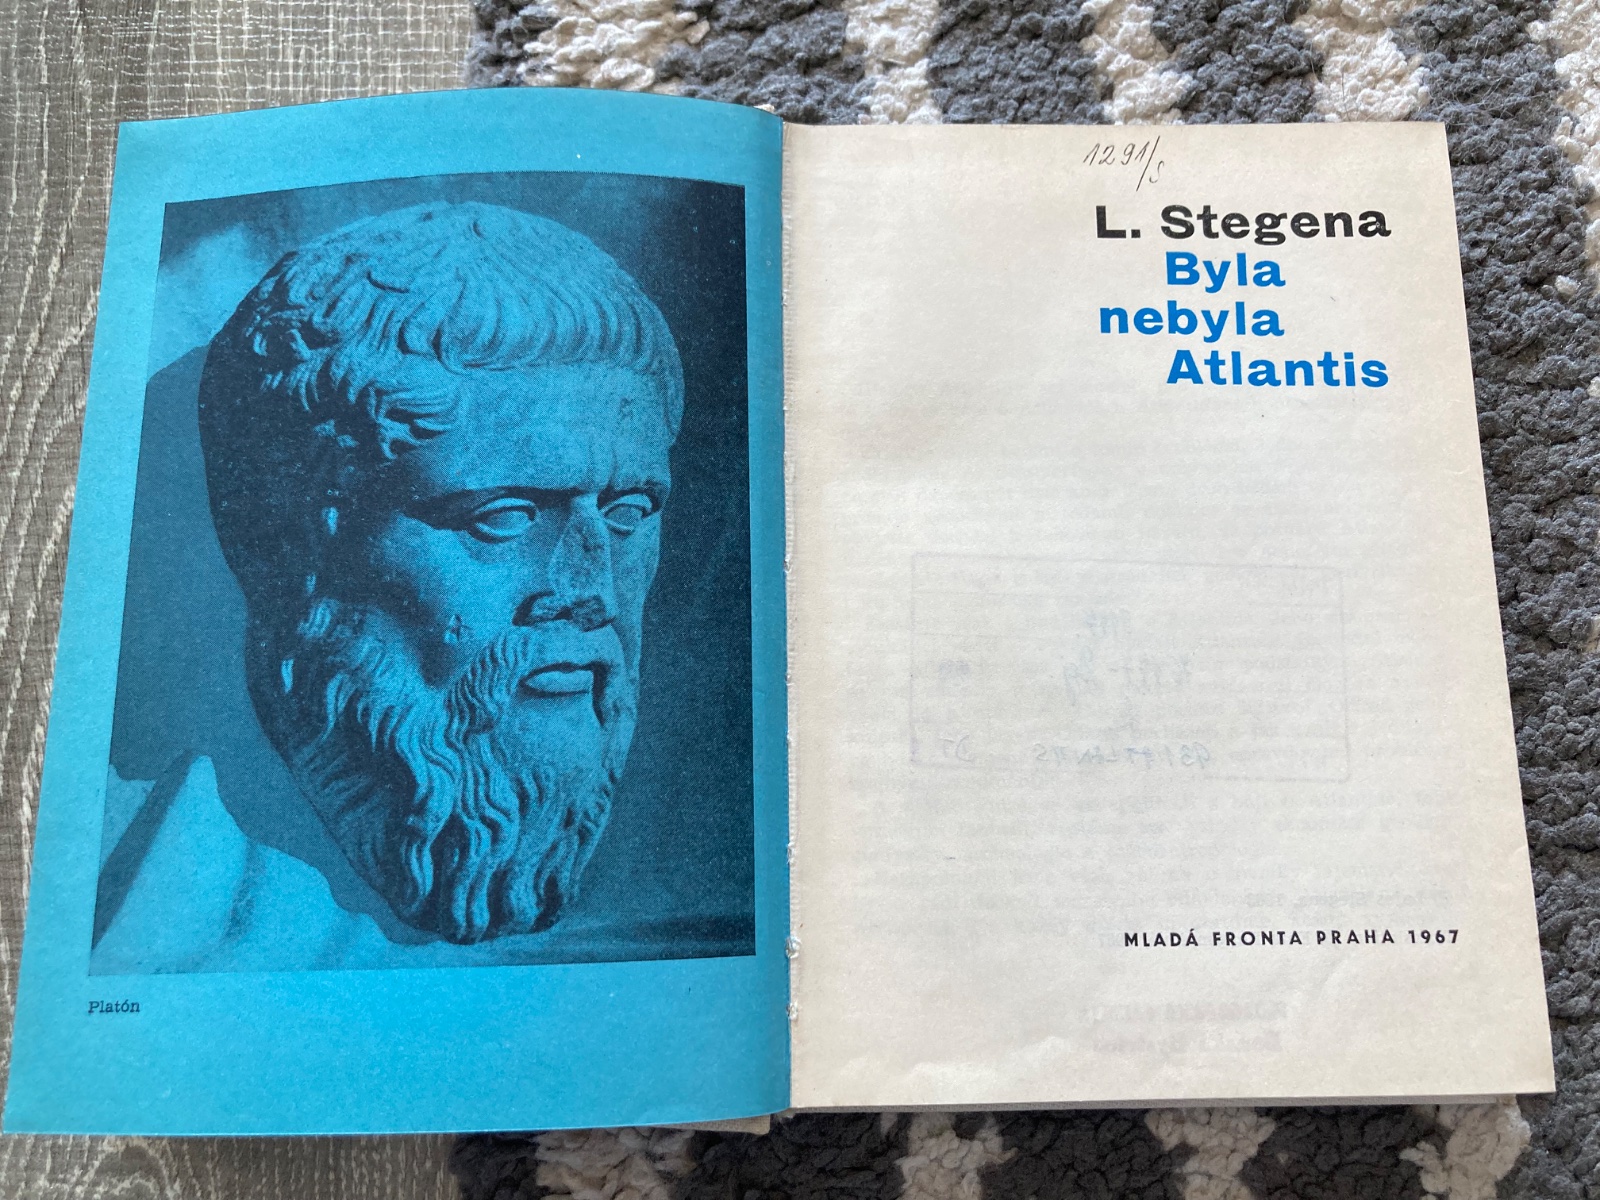 Platón
1291/s
L. Stegena
Byla
nebyla
Atlantis
MLADÁ FRONTA PRAHA 1967